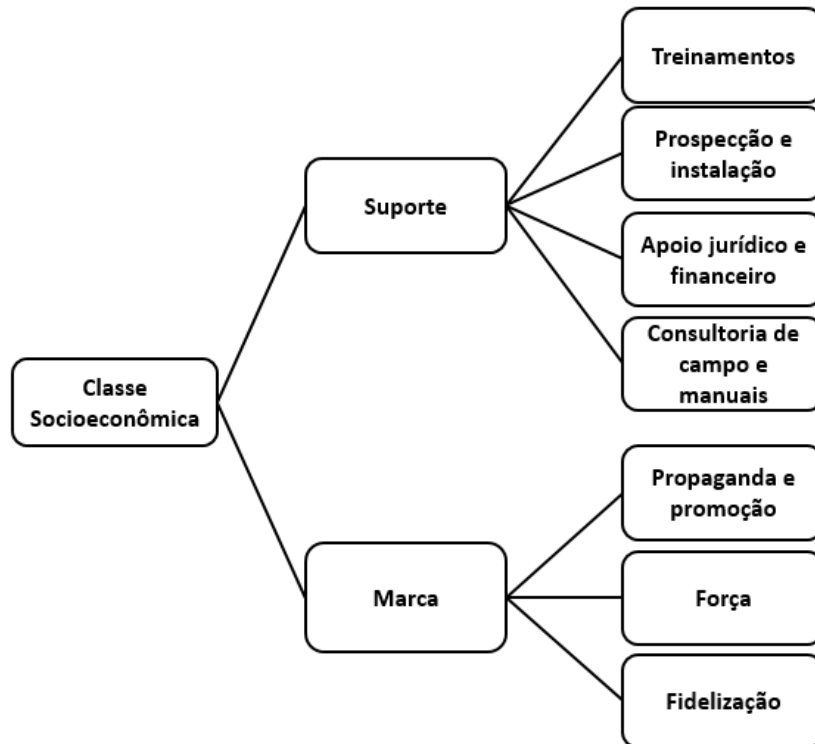 Treinamentos
Prospecção e
instalação
Suporte
Apoio jurídico e
financeiro
Consultoria de
campo e
manuais
Classe
Socioeconômica
Propaganda e
promoção
Marca
Força
Fidelização